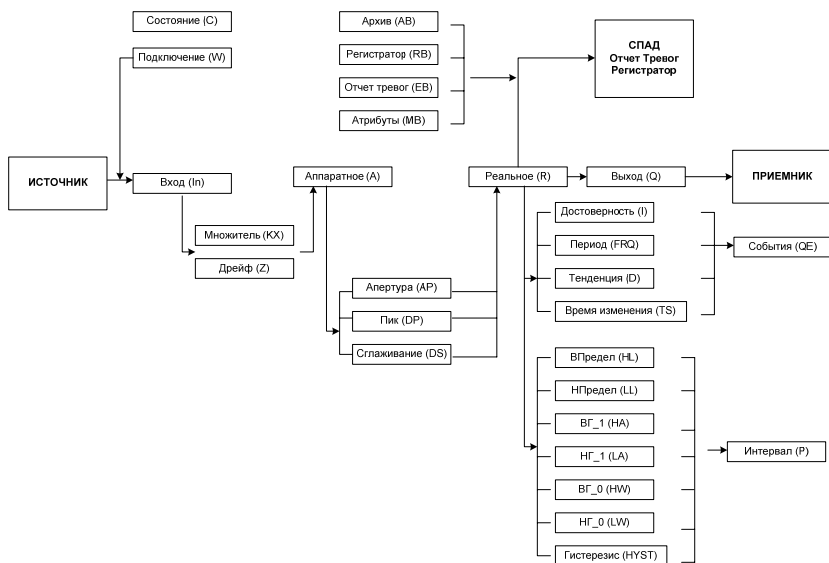 Состояние (C)
Архив (AB)
Подключение (W)
Регистратор (RB)
СПАД
Отчет Тревог
Регистратор
Отчет тревог (EB)
Атрибуты (MB)
ИСТОЧНИК
Вход (In)
Аппаратное (A)
Реальное (R)
Выход (Q)
ПРИЕМНИК
Множитель (KX)
Дрейф (Z)
Достоверность (I)
Период (FRQ)
События (QE)
Тенденция (D)
Время изменения (TS)
Апертура (AP)
Пик (DP)
Сглаживание (DS)
ВПредел (HL)
НПредел (LL)
ВГ_1 (HA)
НГ_1 (LA)
Интервал (P)
ВГ_0 (HW)
НГ_0 (LW)
Гистерезис (HYST)